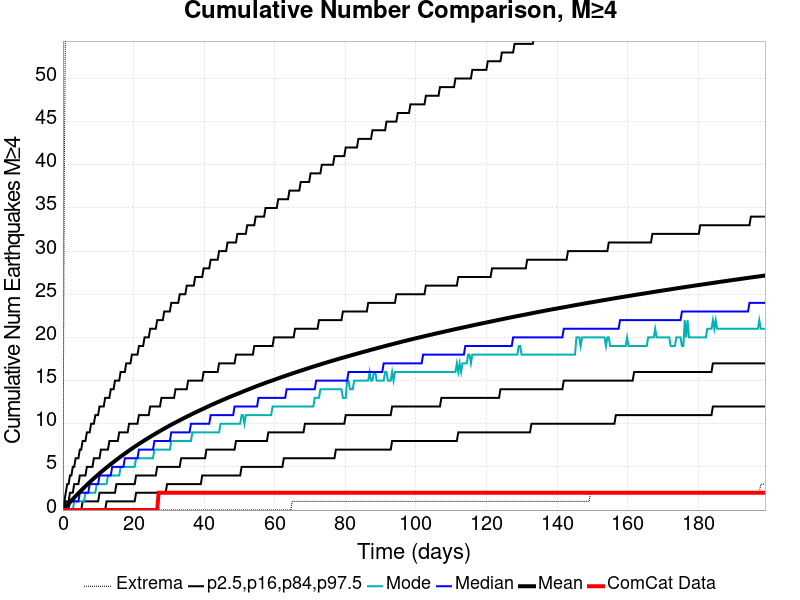 Cumulative Number Comparison, M≥4
Cumulative Num Earthquakes M≥4
50
45
40
35
30
25
20
15
10
5
0
0 20 40 60 80 100 120 140 160 180
Time (days)
Extrema p2.5,p16,p84,p97.5 Mode Median Mean ComCat Data